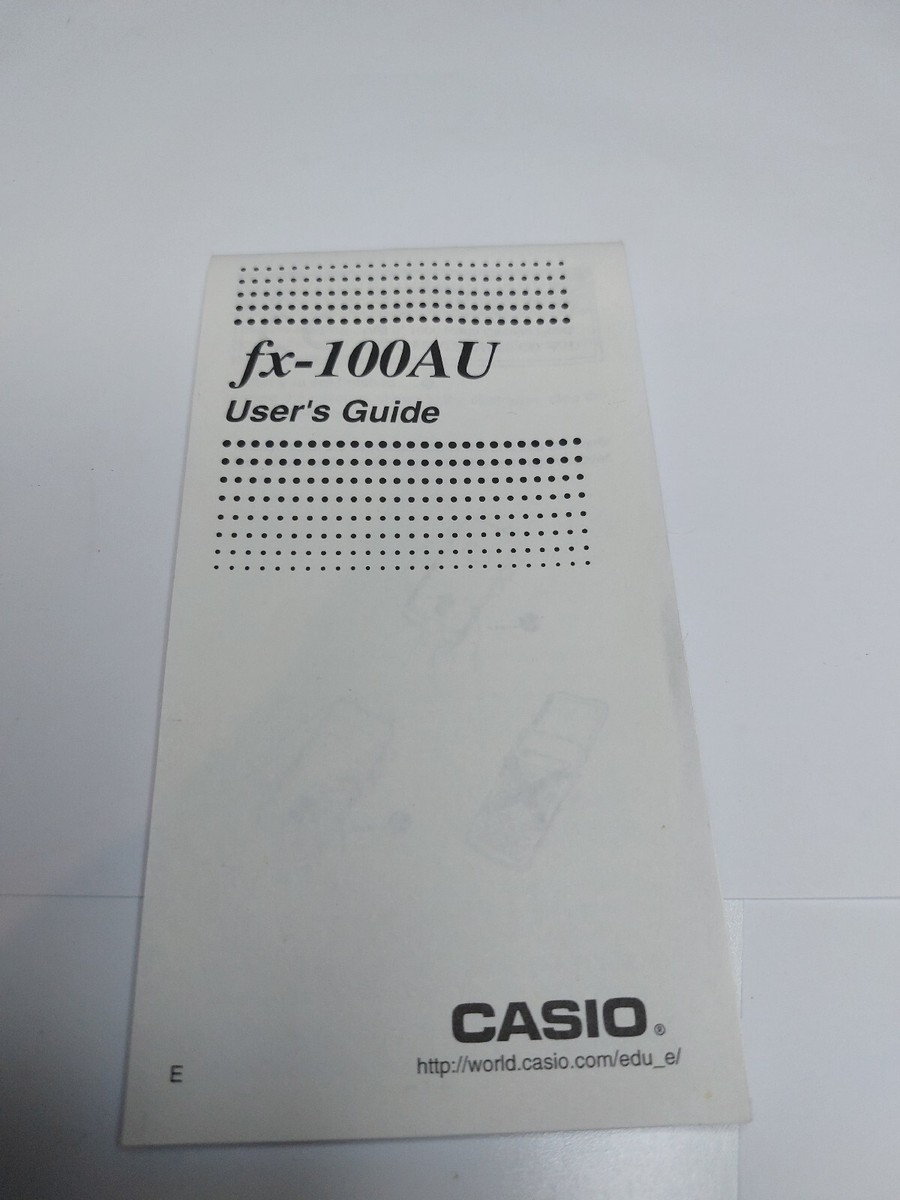 fx-100AU
User's Guide
CASIO®
http://world.casio.com/edu_e/
E